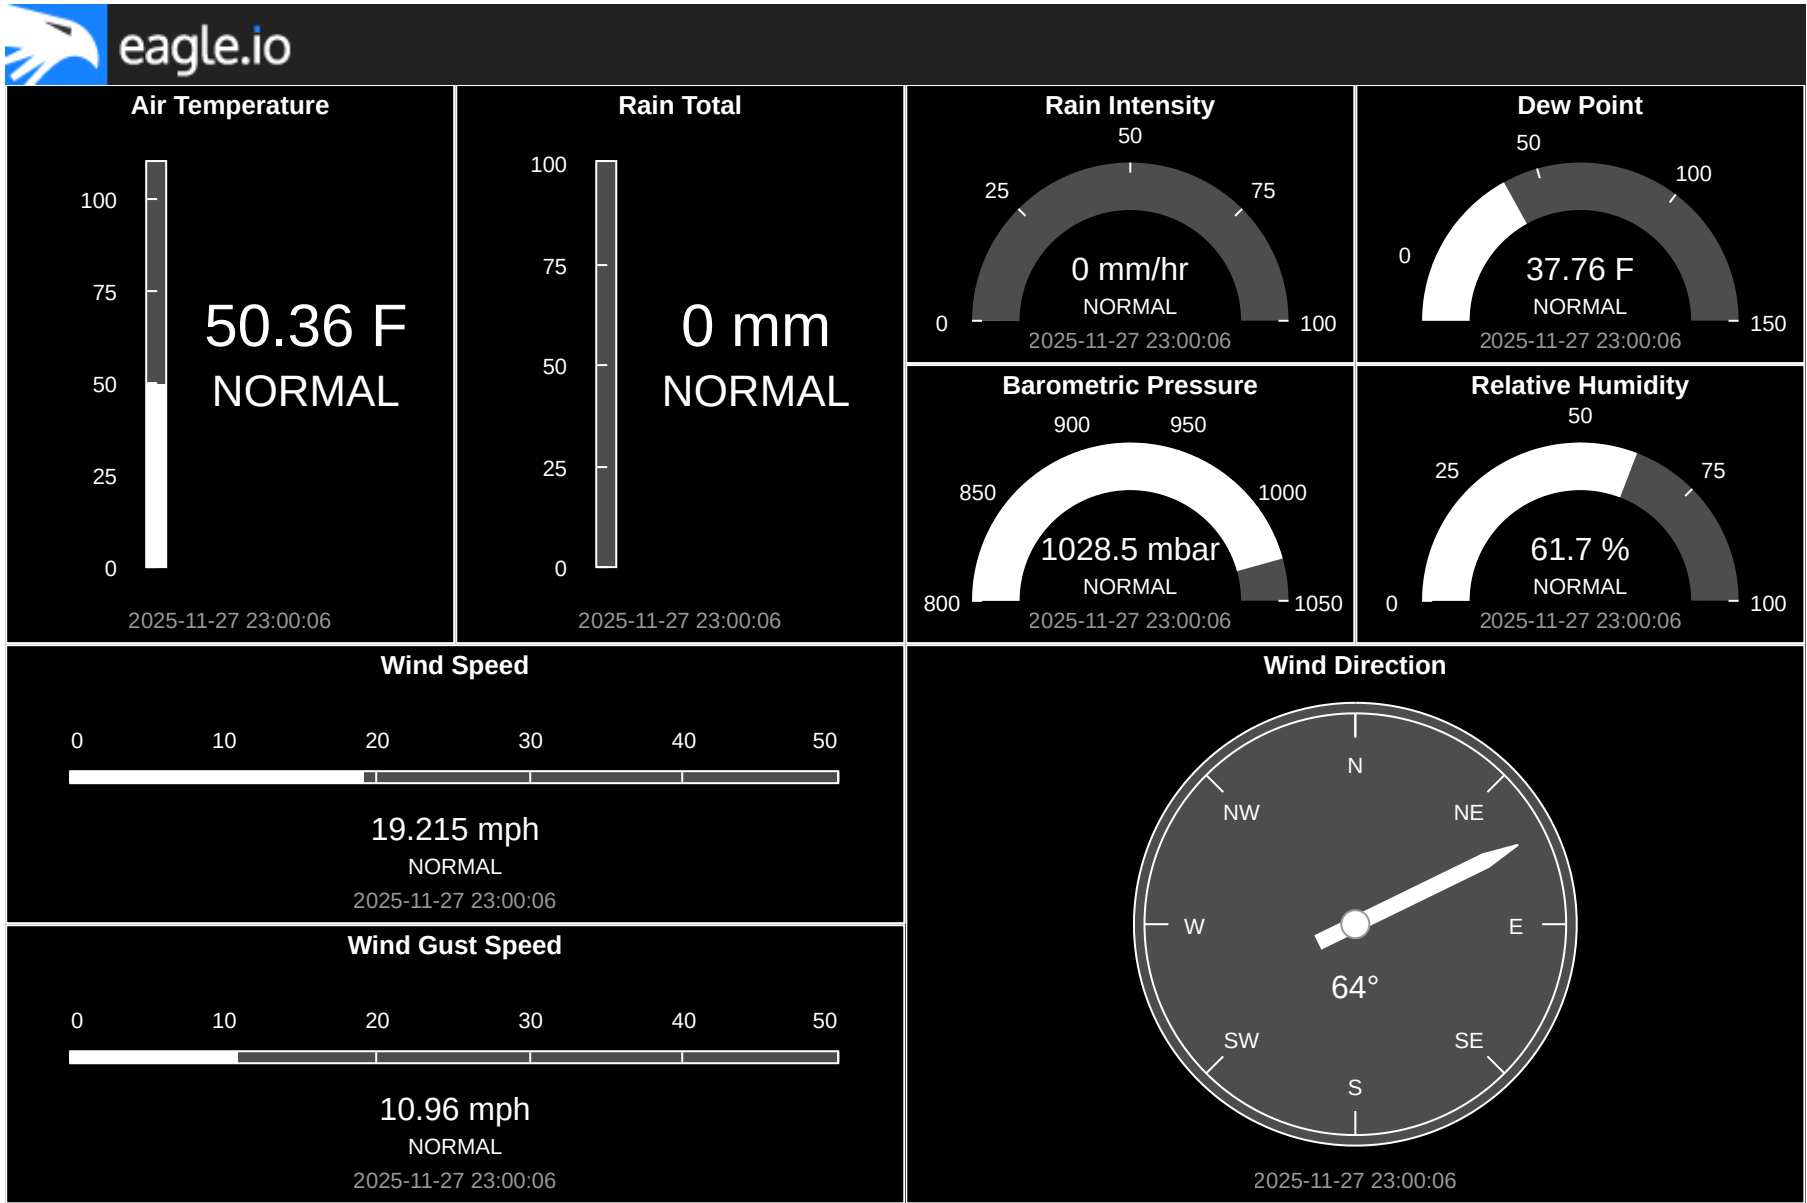 eagle.io
Air Temperature
100
75
50
25
0
50.36 F
NORMAL
2025-11-27 23:00:06
Rain Total
100
75
50
25
0
0 mm
NORMAL
2025-11-27 23:00:06
Rain Intensity
50
25
75
0
100
0 mm/hr
NORMAL
2025-11-27 23:00:06
Dew Point
50
100
0
150
37.76 F
NORMAL
2025-11-27 23:00:06
Barometric Pressure
900
950
850
1000
800
1050
1028.5 mbar
NORMAL
2025-11-27 23:00:06
Relative Humidity
50
25
75
0
100
61.7 %
NORMAL
2025-11-27 23:00:06
Wind Speed
0 10 20 30 40 50
19.215 mph
NORMAL
2025-11-27 23:00:06
Wind Gust Speed
0 10 20 30 40 50
10.96 mph
NORMAL
2025-11-27 23:00:06
Wind Direction
N
NW
NE
W
E
64°
SW
SE
S
2025-11-27 23:00:06